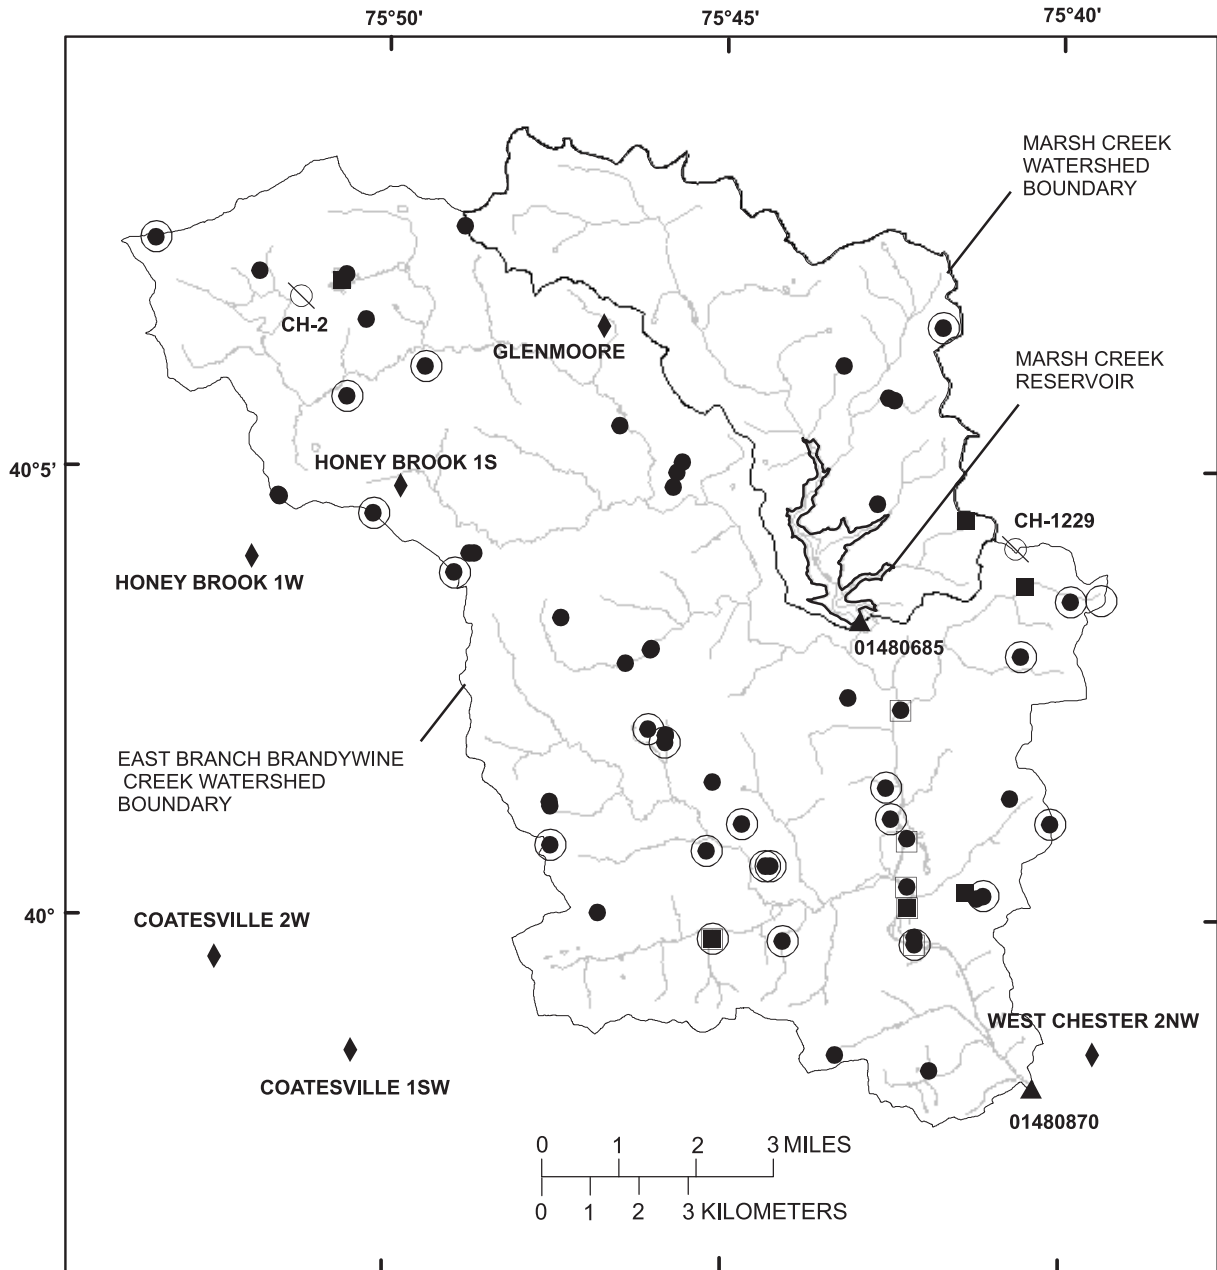 75°50'
75°45'
75°40'
MARSH CREEK
WATERSHED
BOUNDARY
CH-2
GLENMOORE
MARSH CREEK
RESERVOIR
40°5'
HONEY BROOK 1S
CH-1229
HONEY BROOK 1W
01480685
EAST BRANCH BRANDYWINE
CREEK WATERSHED
BOUNDARY
COATESVILLE 2W
40°
WEST CHESTER 2NW
COATESVILLE 1SW
01480870
0 1 2 3 MILES
0 1 2 3 KILOMETERS